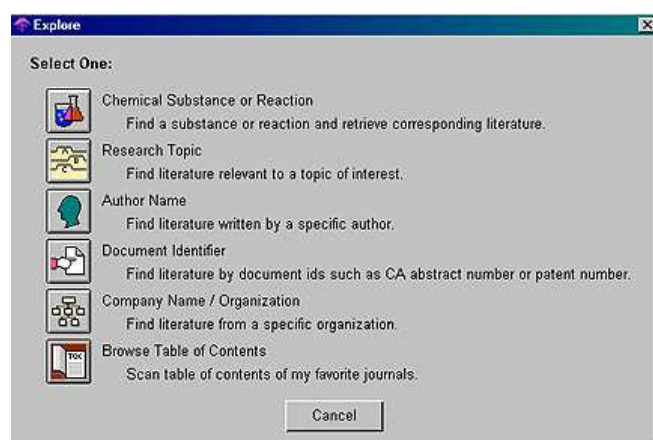 Explore
Select One:
Chemical Substance or Reaction
Find a substance or reaction and retrieve corresponding literature.
Research Topic
Find literature relevant to a topic of interest.
Author Name
Find literature written by a specific author.
Document Identifier
Find literature by document ids such as CA abstract number or patent number.
Company Name / Organization
Find literature from a specific organization.
Browse Table of Contents
TOC
Scan table of contents of my favorite journals.
Cancel